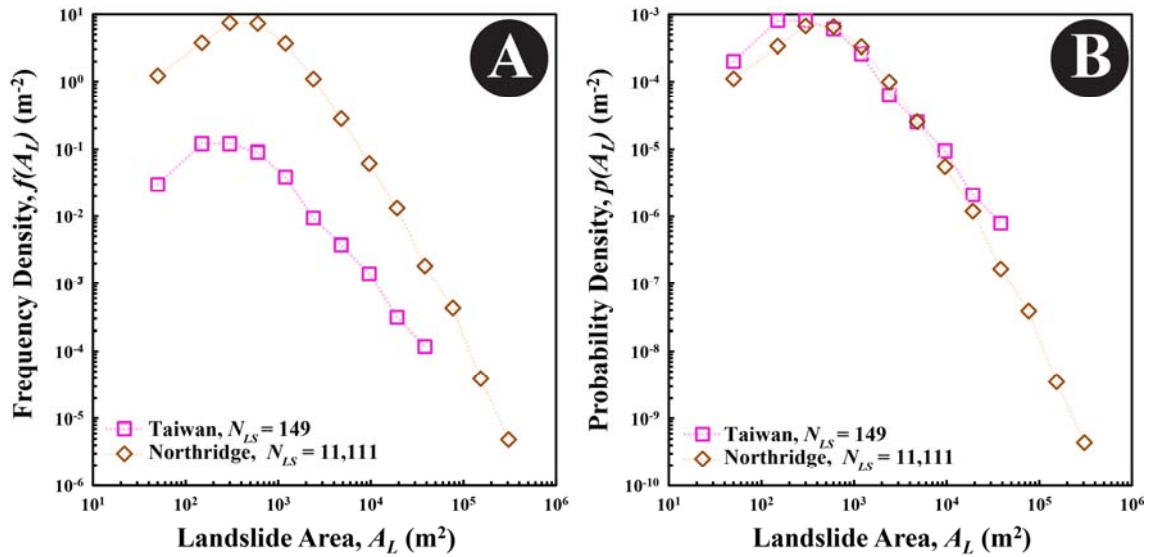 A
Frequency Density, f(A_L) (m⁻²)
10¹
10⁰
10⁻¹
10⁻²
10⁻³
10⁻⁴
10⁻⁵
10⁻⁶
Taiwan, N_LS = 149
Northridge, N_LS = 11,111
10¹ 10² 10³ 10⁴ 10⁵ 10⁶
Landslide Area, A_L (m²)
B
Probability Density, p(A_L) (m⁻²)
10⁻³
10⁻⁴
10⁻⁵
10⁻⁶
10⁻⁷
10⁻⁸
10⁻⁹
10⁻¹⁰
Taiwan, N_LS = 149
Northridge, N_LS = 11,111
10¹ 10² 10³ 10⁴ 10⁵ 10⁶
Landslide Area, A_L (m²)